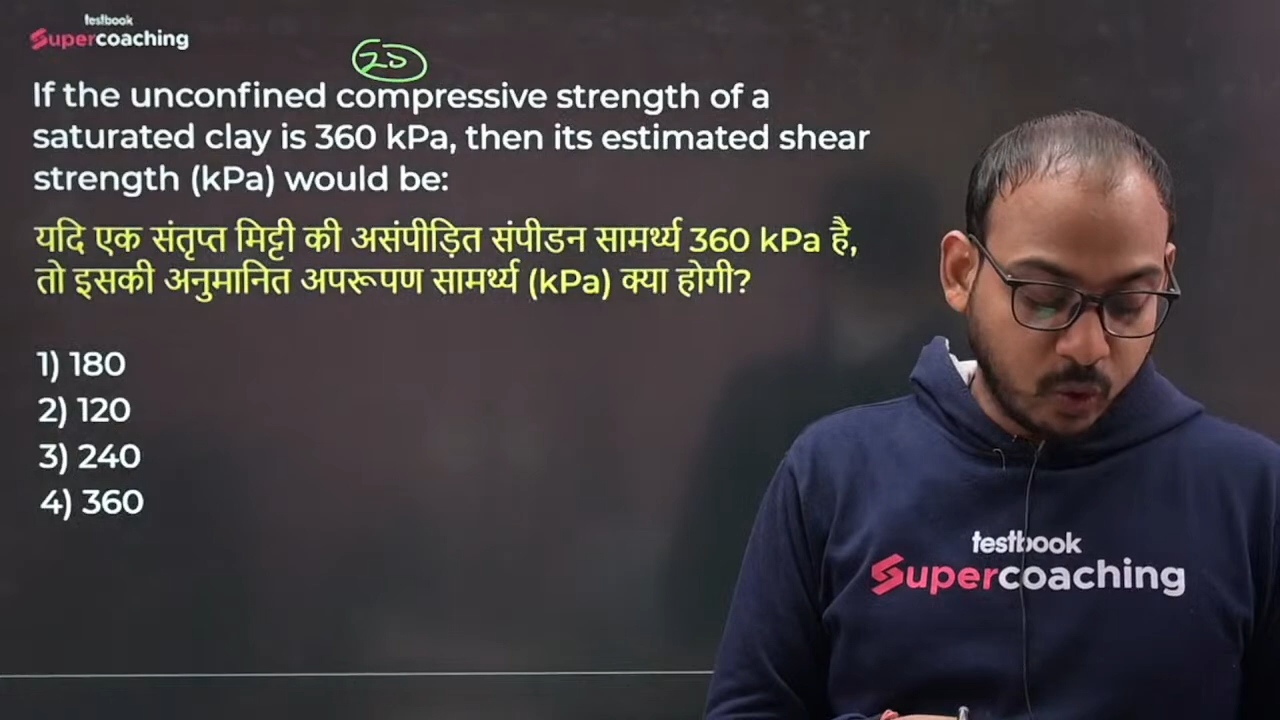 testbook
Supercoaching
If the unconfined compressive strength of a
saturated clay is 360 kPa, then its estimated shear
strength (kPa) would be:
यदि एक संतृप्त मिट्टी की असंपीड़ित संपीडन सामर्थ्य 360 kPa है,
तो इसकी अनुमानित अपरूपण सामर्थ्य (kPa) क्या होगी?
1) 180
2) 120
3) 240
4) 360
testbook
Supercoaching